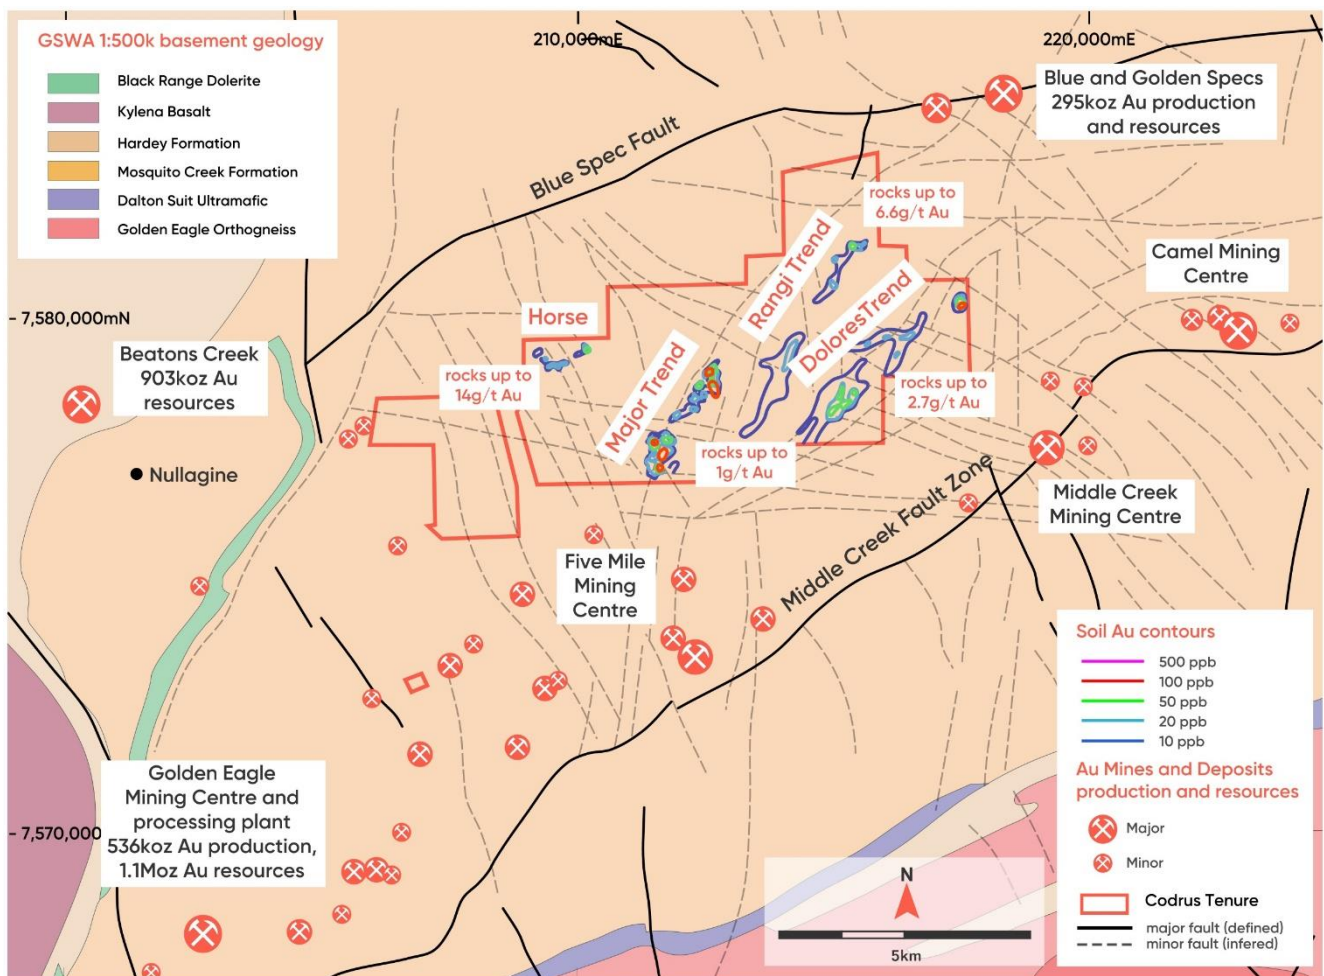 GSWA 1:500k basement geology
Black Range Dolerite
Kylena Basalt
Hardey Formation
Mosquito Creek Formation
Dalton Suit Ultramafic
Golden Eagle Orthogneiss
210,000mE
220,000mE
Blue and Golden Specs
295koz Au production
and resources
Blue Spec Fault
rocks up to
6.6g/t Au
Camel Mining
Centre
Rangi Trend
DoloresTrend
Horse
7,580,000mN
Beatons Creek
903koz Au
resources
rocks up to
14g/t Au
Major Trend
rocks up to
2.7g/t Au
rocks up to
1g/t Au
Nullagine
Middle Creek
Mining Centre
Middle Creek Fault Zone
Five Mile
Mining
Centre
Golden Eagle
Mining Centre and
processing plant
536koz Au production,
1.1Moz Au resources
7,570,000
Soil Au contours
500 ppb
100 ppb
50 ppb
20 ppb
10 ppb
Au Mines and Deposits
production and resources
Major
Minor
Codrus Tenure
major fault (defined)
minor fault (infered)
N
5km